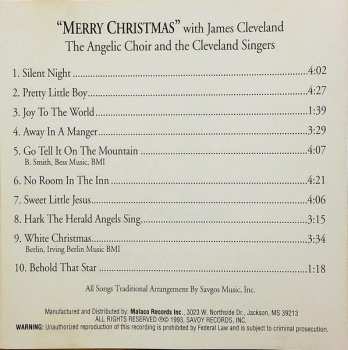 "MERRY CHRISTMAS" with James Cleveland
The Angelic Choir and the Cleveland Singers
1. Silent Night 4:02
2. Pretty Little Boy 4:27
3. Joy To The World 1:39
4. Away In A Manger 3:29
5. Go Tell It On The Mountain 4:07
B. Smith, Bess Music, BMI
6. No Room In The Inn 4:21
7. Sweet Little Jesus 4:06
8. Hark The Herald Angels Sing 3:15
9. White Christmas 3:34
Berlin, Irving Berlin Music BMI
10. Behold That Star 1:18
All Songs Traditional Arrangement By Savgos Music, Inc.
Manufactured and Distributed by: Malaco Records Inc., 3023 W. Northside Dr., Jackson, MS 39213
ALL RIGHTS RESERVED ℗© 1993, SAVOY RECORDS, INC.
WARNING: Unauthorized reproduction of this recording is prohibited by Federal Law and is subject to criminal prosecution.